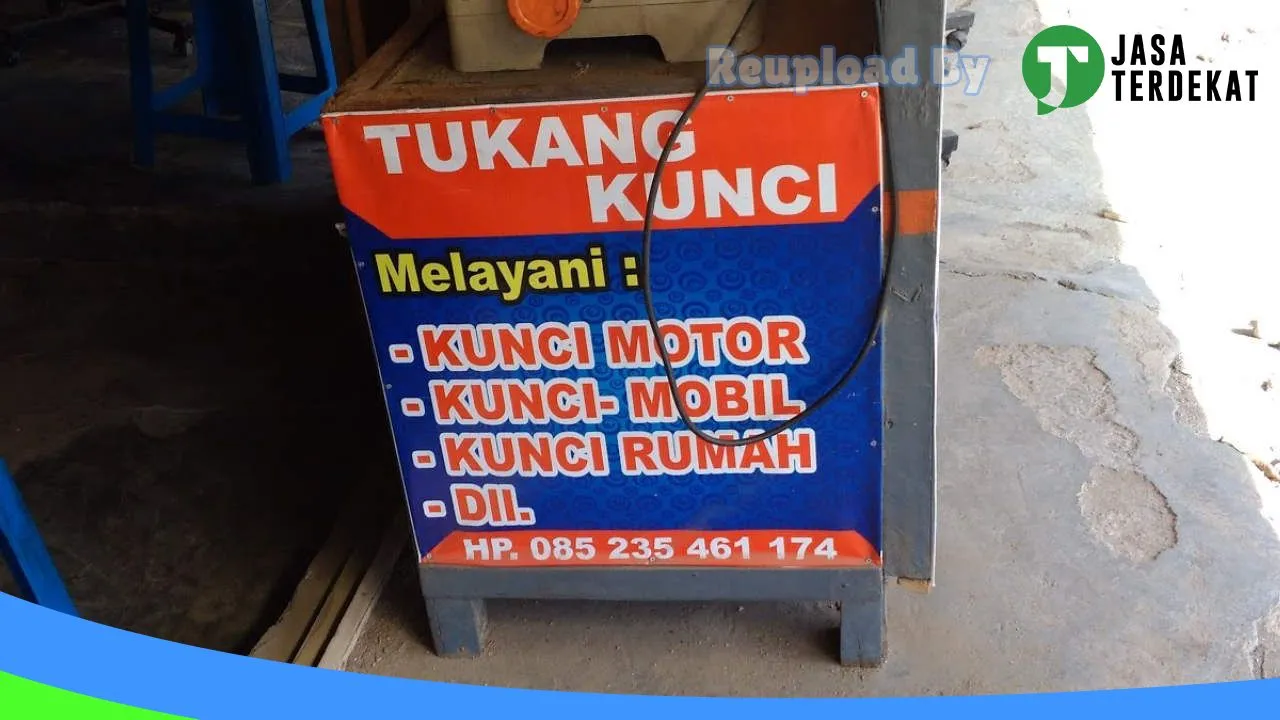 Reupload By
JASA
TERDEKAT
TUKANG
KUNCI
Melayani :
- KUNCI MOTOR
- KUNCI- MOBIL
- KUNCI RUMAH
- Dll.
HP. 085 235 461 174